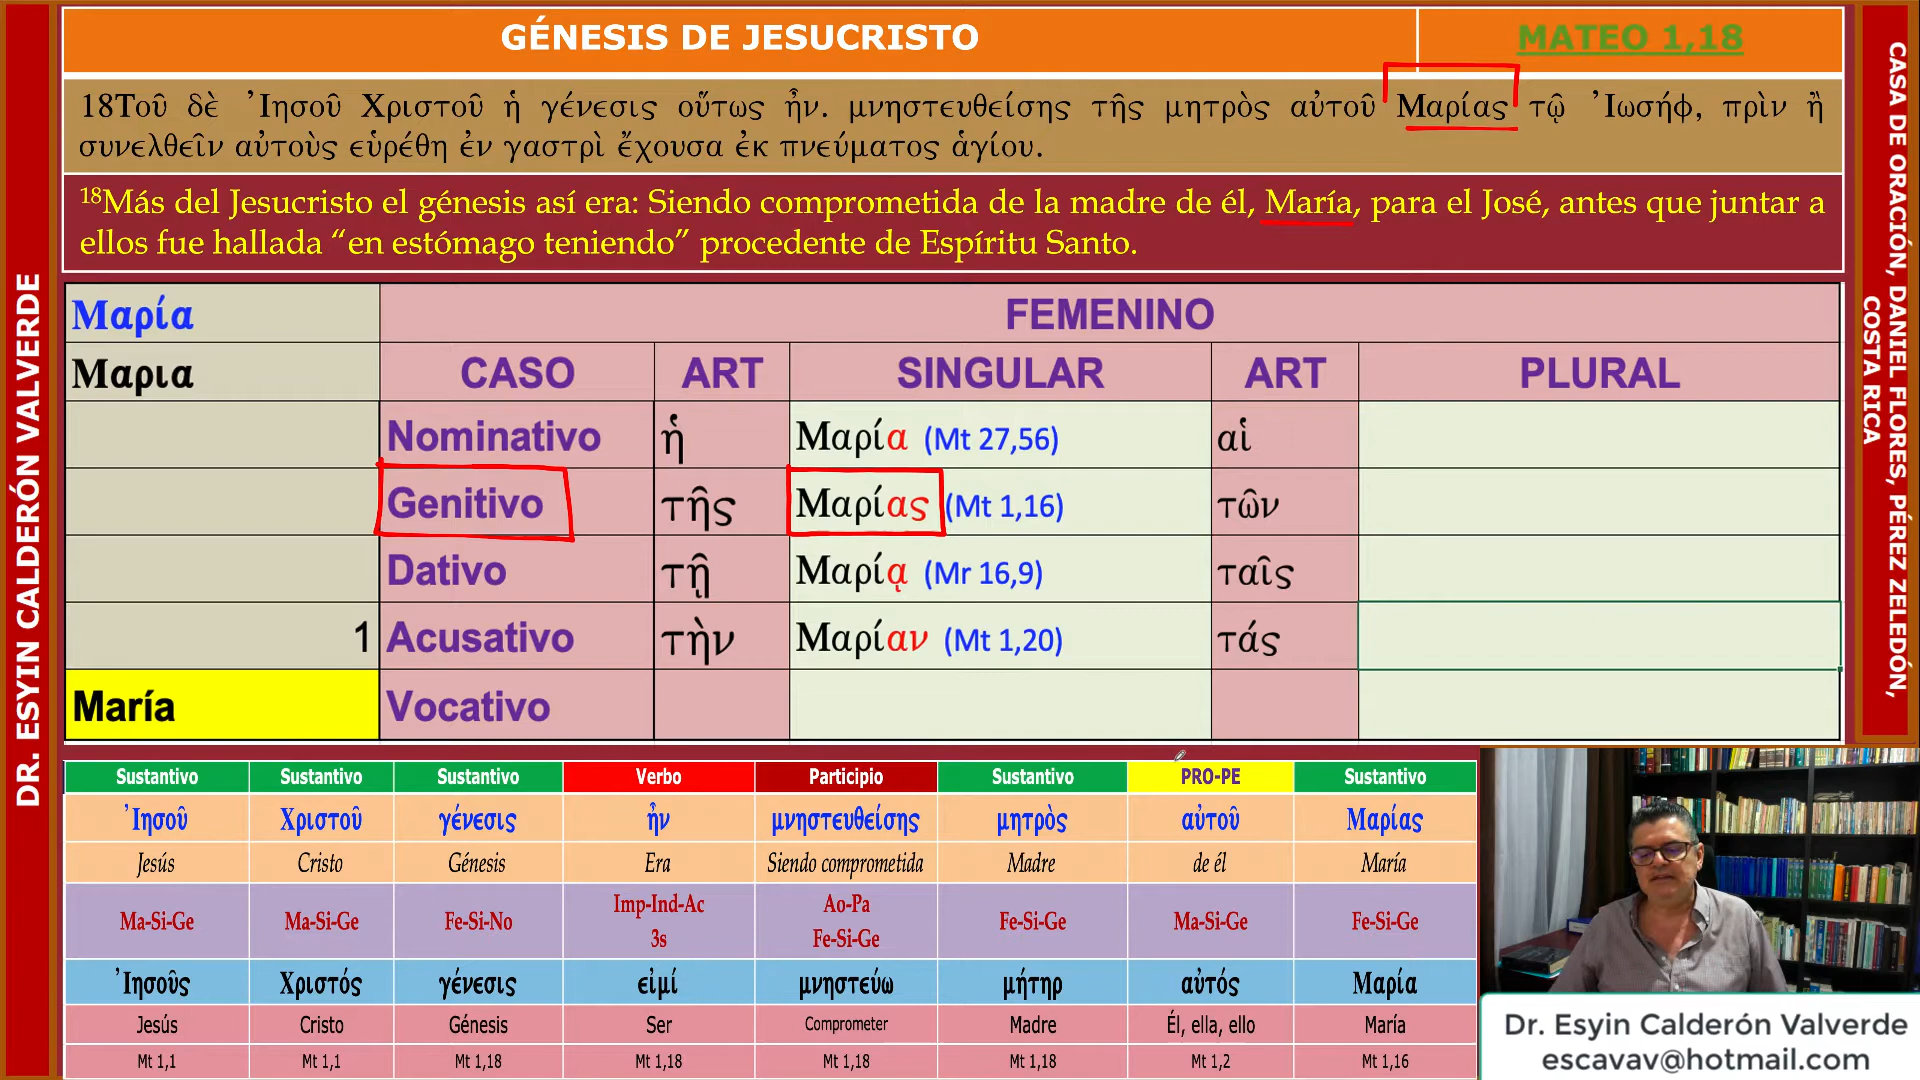 GÉNESIS DE JESUCRISTO
MATEO 1,18
18Τοῦ δὲ Ἰησοῦ Χριστοῦ ἡ γένεσις οὕτως ἦν. μνηστευθείσης τῆς μητρὸς αὐτοῦ Μαρίας τῷ Ἰωσήφ, πρὶν ἢ
συνελθεῖν αὐτοὺς εὑρέθη ἐν γαστρὶ ἔχουσα ἐκ πνεύματος ἁγίου.
18Más del Jesucristo el génesis así era: Siendo comprometida de la madre de él, María, para el José, antes que juntar a
ellos fue hallada “en estómago teniendo” procedente de Espíritu Santo.
Μαρία FEMENINO
Μαρια CASO ART SINGULAR ART PLURAL
Nominativo ἡ Μαρία (Mt 27,56) αἱ
Genitivo τῆς Μαρίας (Mt 1,16) τῶν
Dativo τῇ Μαρίᾳ (Mr 16,9) ταῖς
1 Acusativo τὴν Μαρίαν (Mt 1,20) τάς
María Vocativo
Sustantivo Sustantivo Sustantivo Verbo Participio Sustantivo PRO-PE Sustantivo
Ἰησοῦ Χριστοῦ γένεσις ἦν μνηστευθείσης μητρὸς αὐτοῦ Μαρίας
Jesús Cristo Génesis Era Siendo comprometida Madre de él María
Ma-Si-Ge Ma-Si-Ge Fe-Si-No Imp-Ind-Ac 3s Ao-Pa Fe-Si-Ge Fe-Si-Ge Ma-Si-Ge Fe-Si-Ge
Ἰησοῦς Χριστός γένεσις εἰμί μνηστεύω μήτηρ αὐτός Μαρία
Jesús Cristo Génesis Ser Comprometer Madre Él, ella, ello María
Mt 1,1 Mt 1,1 Mt 1,18 Mt 1,18 Mt 1,18 Mt 1,18 Mt 1,2 Mt 1,16
DR. ESYIN CALDERÓN VALVERDE
CASA DE ORACIÓN, DANIEL FLORES, PÉREZ ZELEDÓN,
COSTA RICA
Dr. Esyin Calderón Valverde
escavav@hotmail.com